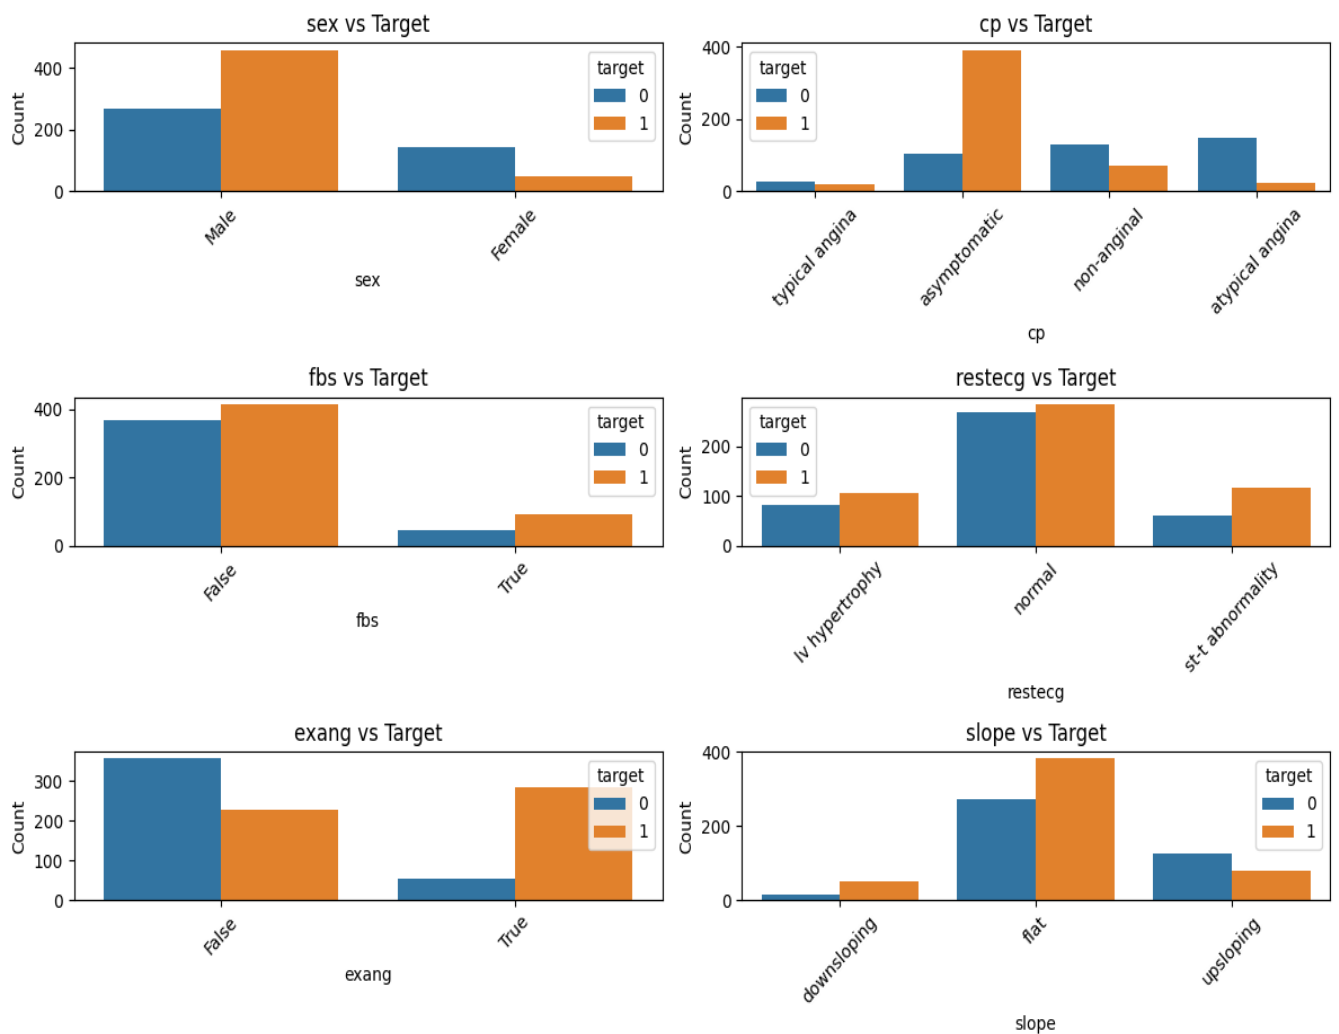 sex vs Target
Count
400
200
0
target
0
1
Male
Female
sex
cp vs Target
Count
400
200
0
target
0
1
typical angina
asymptomatic
non-anginal
atypical angina
cp
fbs vs Target
Count
400
200
0
target
0
1
False
True
fbs
restecg vs Target
Count
200
100
0
target
0
1
lv hypertrophy
normal
st-t abnormality
restecg
exang vs Target
Count
300
200
100
0
target
0
1
False
True
exang
slope vs Target
Count
400
200
0
target
0
1
downsloping
flat
upsloping
slope